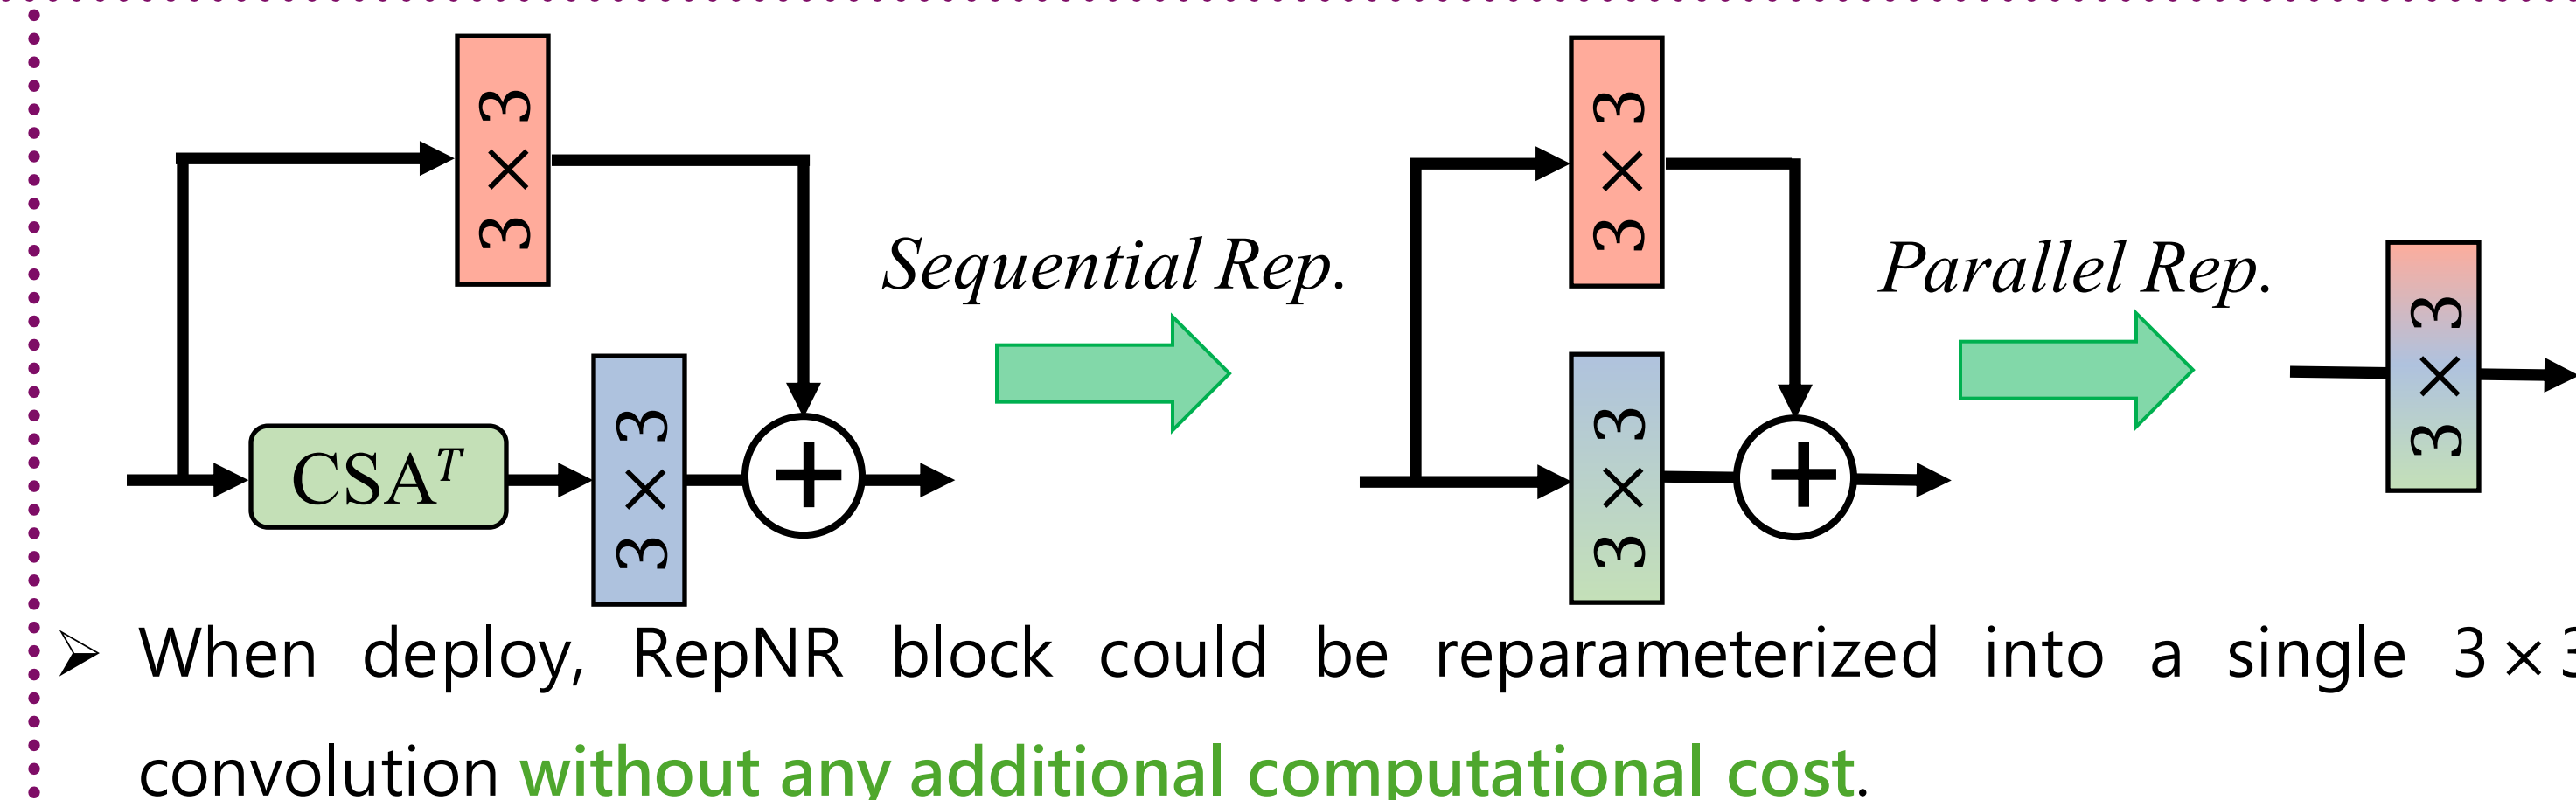 3 × 3
CSA^T
3 × 3
Sequential Rep.
3 × 3
3 × 3
Parallel Rep.
3 × 3
➢ When deploy, RepNR block could be reparameterized into a single 3 × 3
convolution without any additional computational cost.